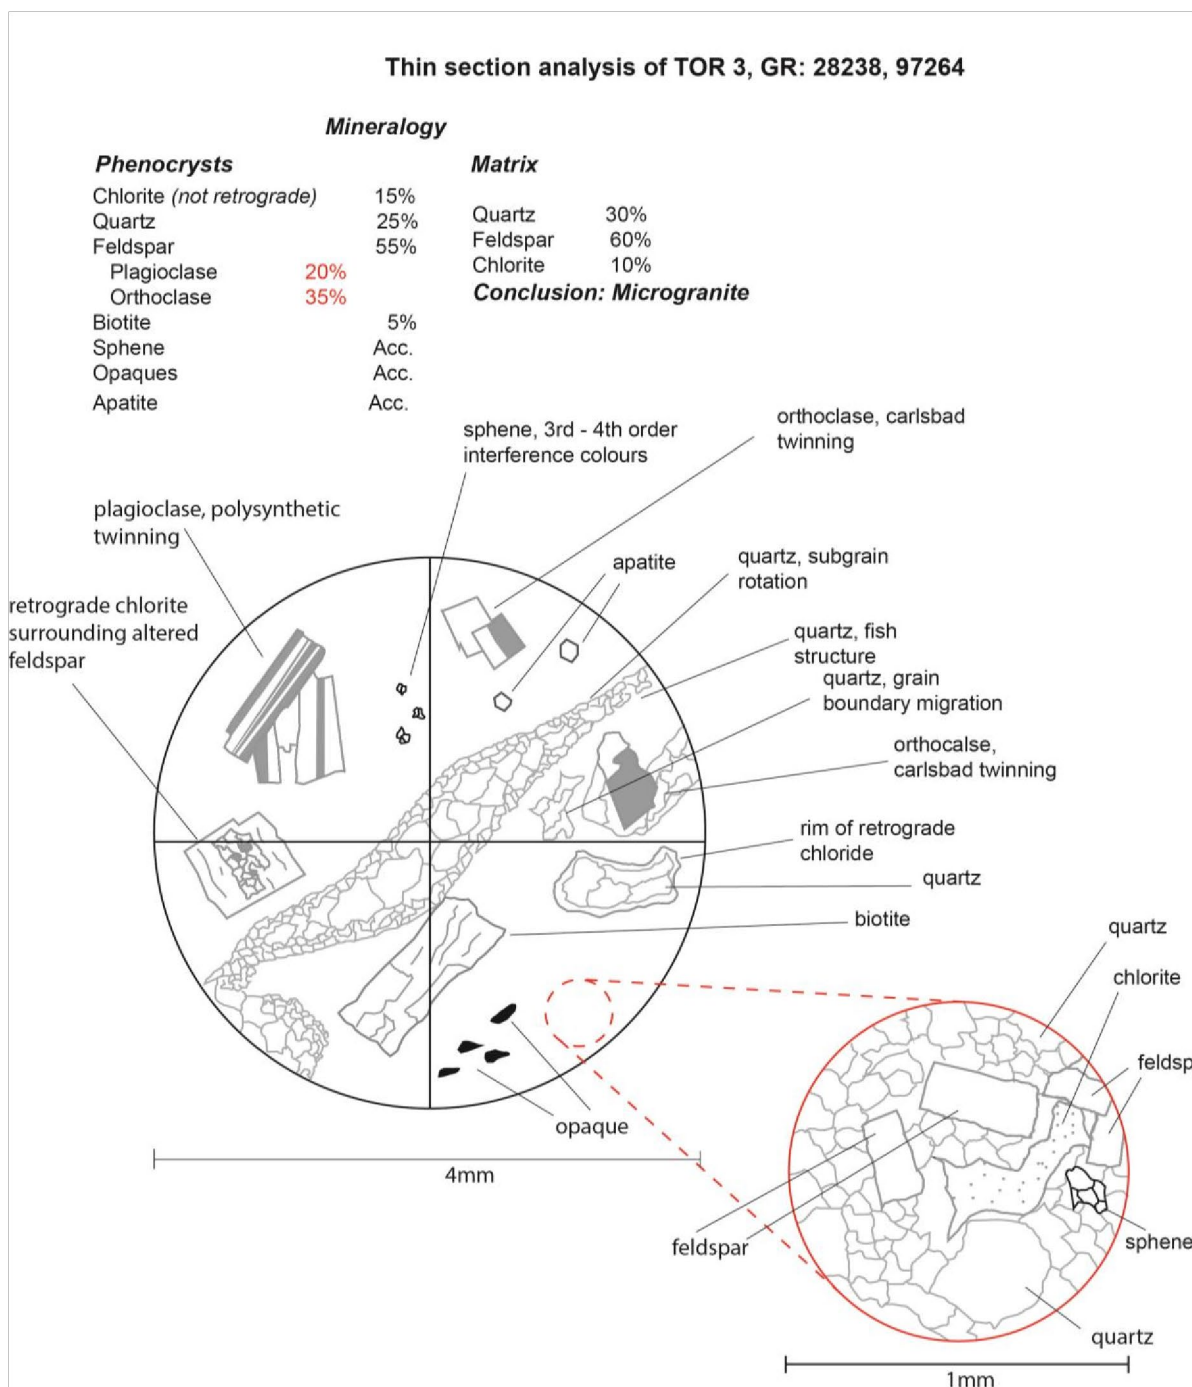 Thin section analysis of TOR 3, GR: 28238, 97264
Mineralogy
Phenocrysts
Chlorite (not retrograde) 15%
Quartz 25%
Feldspar 55%
Plagioclase 20%
Orthoclase 35%
Biotite 5%
Sphene Acc.
Opaques Acc.
Apatite Acc.
Matrix
Quartz 30%
Feldspar 60%
Chlorite 10%
Conclusion: Microgranite
sphene, 3rd - 4th order
interference colours
orthoclase, carlsbad
twinning
plagioclase, polysynthetic
twinning
apatite
quartz, subgrain
rotation
retrograde chlorite
surrounding altered
feldspar
quartz, fish
structure
quartz, grain
boundary migration
orthocalse,
carlsbad twinning
rim of retrograde
chloride
quartz
biotite
quartz
chlorite
feldsp
opaque
4mm
feldspar
sphene
quartz
1mm